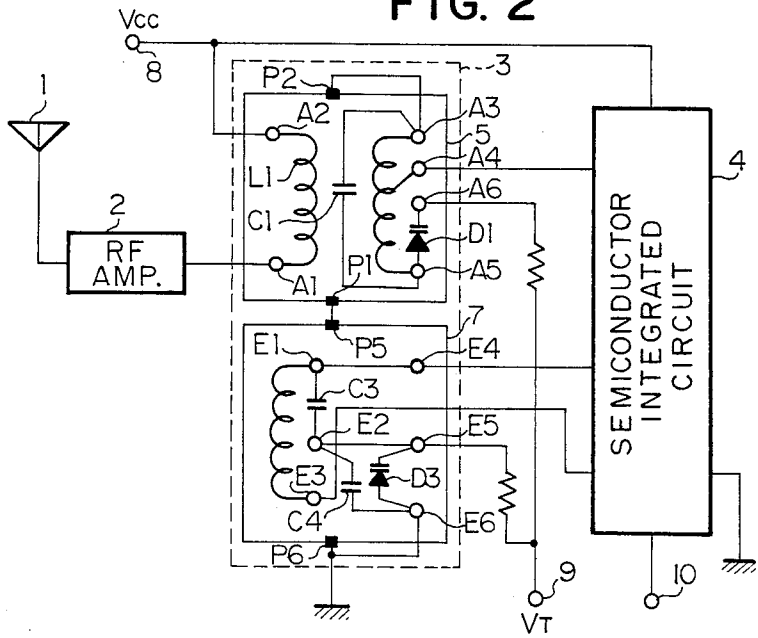 FIG. 2
Vcc
8
3
P2
1
A2
A3
5
A4
L1
A6
4
2
C1
D1
RF
AMP.
A1
P1
A5
7
P5
E1
E4
C3
E2
E5
E3
D3
C4
E6
P6
SEMICONDUCTOR
INTEGRATED
CIRCUIT
9
10
VT